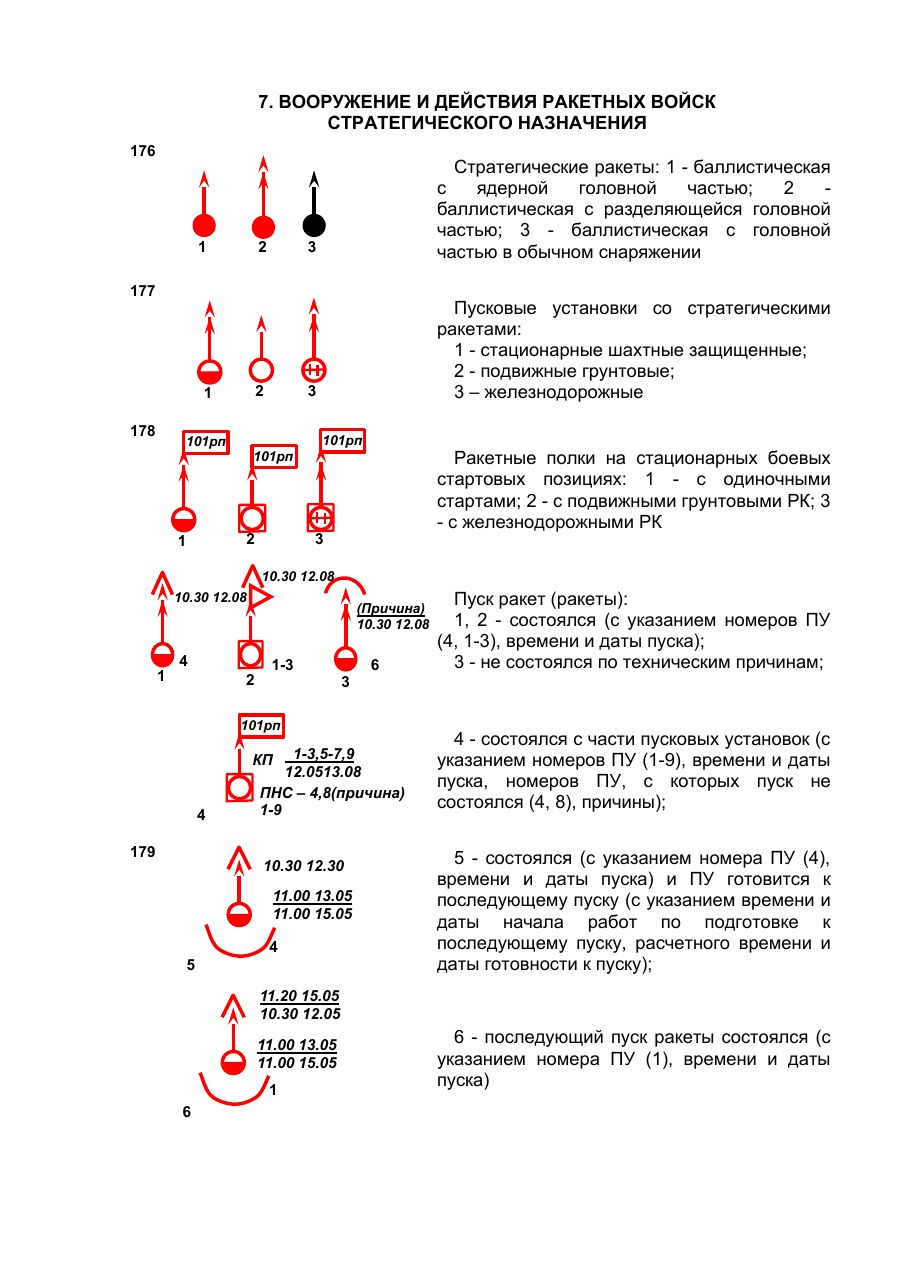 7. ВООРУЖЕНИЕ И ДЕЙСТВИЯ РАКЕТНЫХ ВОЙСК
СТРАТЕГИЧЕСКОГО НАЗНАЧЕНИЯ
176
1 2 3
Стратегические ракеты: 1 - баллистическая
с ядерной головной частью; 2 -
баллистическая с разделяющейся головной
частью; 3 - баллистическая с головной
частью в обычном снаряжении
177
1 2 3
Пусковые установки со стратегическими
ракетами:
1 - стационарные шахтные защищенные;
2 - подвижные грунтовые;
3 – железнодорожные
178
101рп 101рп 101рп
1 2 3
Ракетные полки на стационарных боевых
стартовых позициях: 1 - с одиночными
стартами; 2 - с подвижными грунтовыми РК; 3
- с железнодорожными РК
10.30 12.08
10.30 12.08
(Причина)
10.30 12.08
4 1-3 6
1 2 3
Пуск ракет (ракеты):
1, 2 - состоялся (с указанием номеров ПУ
(4, 1-3), времени и даты пуска);
3 - не состоялся по техническим причинам;
101рп
КП 1-3,5-7,9
12.0513.08
ПНС – 4,8(причина)
1-9
4
4 - состоялся с части пусковых установок (с
указанием номеров ПУ (1-9), времени и даты
пуска, номеров ПУ, с которых пуск не
состоялся (4, 8), причины);
179
10.30 12.30
11.00 13.05
11.00 15.05
4
5
5 - состоялся (с указанием номера ПУ (4),
времени и даты пуска) и ПУ готовится к
последующему пуску (с указанием времени и
даты начала работ по подготовке к
последующему пуску, расчетного времени и
даты готовности к пуску);
11.20 15.05
10.30 12.05
11.00 13.05
11.00 15.05
1
6
6 - последующий пуск ракеты состоялся (с
указанием номера ПУ (1), времени и даты
пуска)